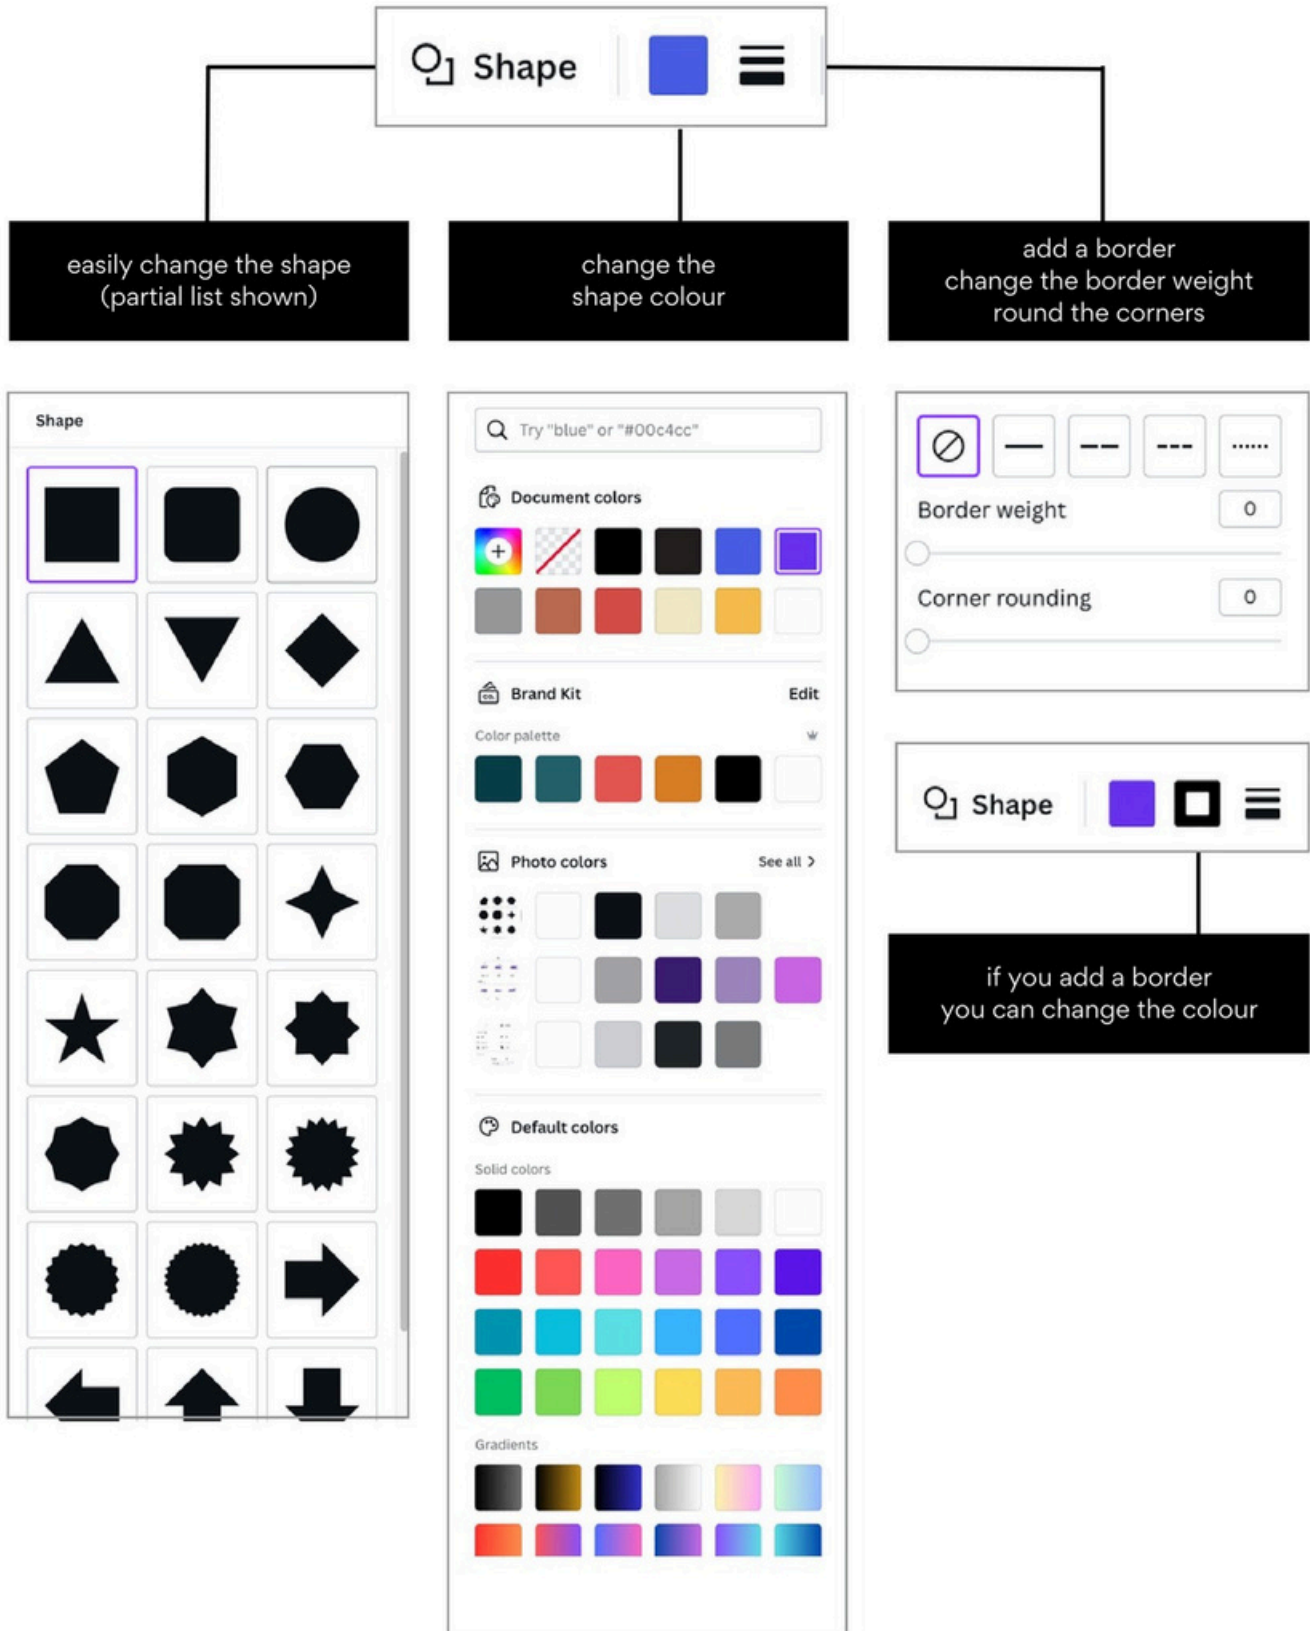 Shape
easily change the shape
(partial list shown)
change the
shape colour
add a border
change the border weight
round the corners
Shape
Try "blue" or "#00c4cc"
Document colors
Brand Kit
Edit
CO.
Color palette
Photo colors
See all >
Default colors
Solid colors
Gradients
Border weight
0
Corner rounding
0
Shape
if you add a border
you can change the colour